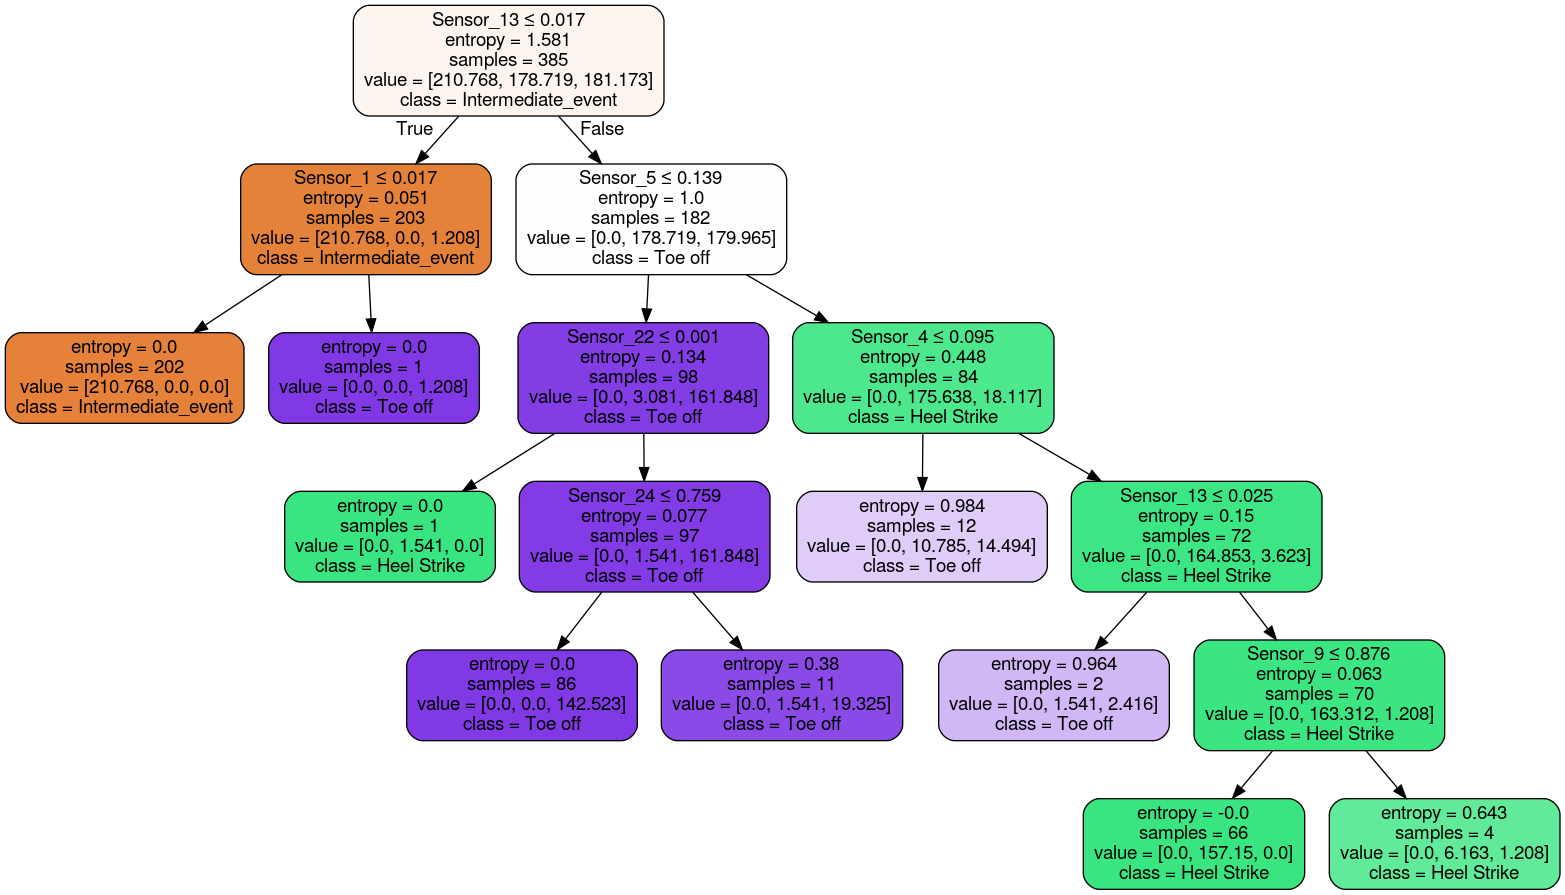 Sensor_13 ≤ 0.017
entropy = 1.581
samples = 385
value = [210.768, 178.719, 181.173]
class = Intermediate_event
True
False
Sensor_1 ≤ 0.017
entropy = 0.051
samples = 203
value = [210.768, 0.0, 1.208]
class = Intermediate_event
Sensor_5 ≤ 0.139
entropy = 1.0
samples = 182
value = [0.0, 178.719, 179.965]
class = Toe off
entropy = 0.0
samples = 202
value = [210.768, 0.0, 0.0]
class = Intermediate_event
entropy = 0.0
samples = 1
value = [0.0, 0.0, 1.208]
class = Toe off
Sensor_22 ≤ 0.001
entropy = 0.134
samples = 98
value = [0.0, 3.081, 161.848]
class = Toe off
Sensor_4 ≤ 0.095
entropy = 0.448
samples = 84
value = [0.0, 175.638, 18.117]
class = Heel Strike
entropy = 0.0
samples = 1
value = [0.0, 1.541, 0.0]
class = Heel Strike
Sensor_24 ≤ 0.759
entropy = 0.077
samples = 97
value = [0.0, 1.541, 161.848]
class = Toe off
entropy = 0.984
samples = 12
value = [0.0, 10.785, 14.494]
class = Toe off
Sensor_13 ≤ 0.025
entropy = 0.15
samples = 72
value = [0.0, 164.853, 3.623]
class = Heel Strike
entropy = 0.0
samples = 86
value = [0.0, 0.0, 142.523]
class = Toe off
entropy = 0.38
samples = 11
value = [0.0, 1.541, 19.325]
class = Toe off
entropy = 0.964
samples = 2
value = [0.0, 1.541, 2.416]
class = Toe off
Sensor_9 ≤ 0.876
entropy = 0.063
samples = 70
value = [0.0, 163.312, 1.208]
class = Heel Strike
entropy = -0.0
samples = 66
value = [0.0, 157.15, 0.0]
class = Heel Strike
entropy = 0.643
samples = 4
value = [0.0, 6.163, 1.208]
class = Heel Strike